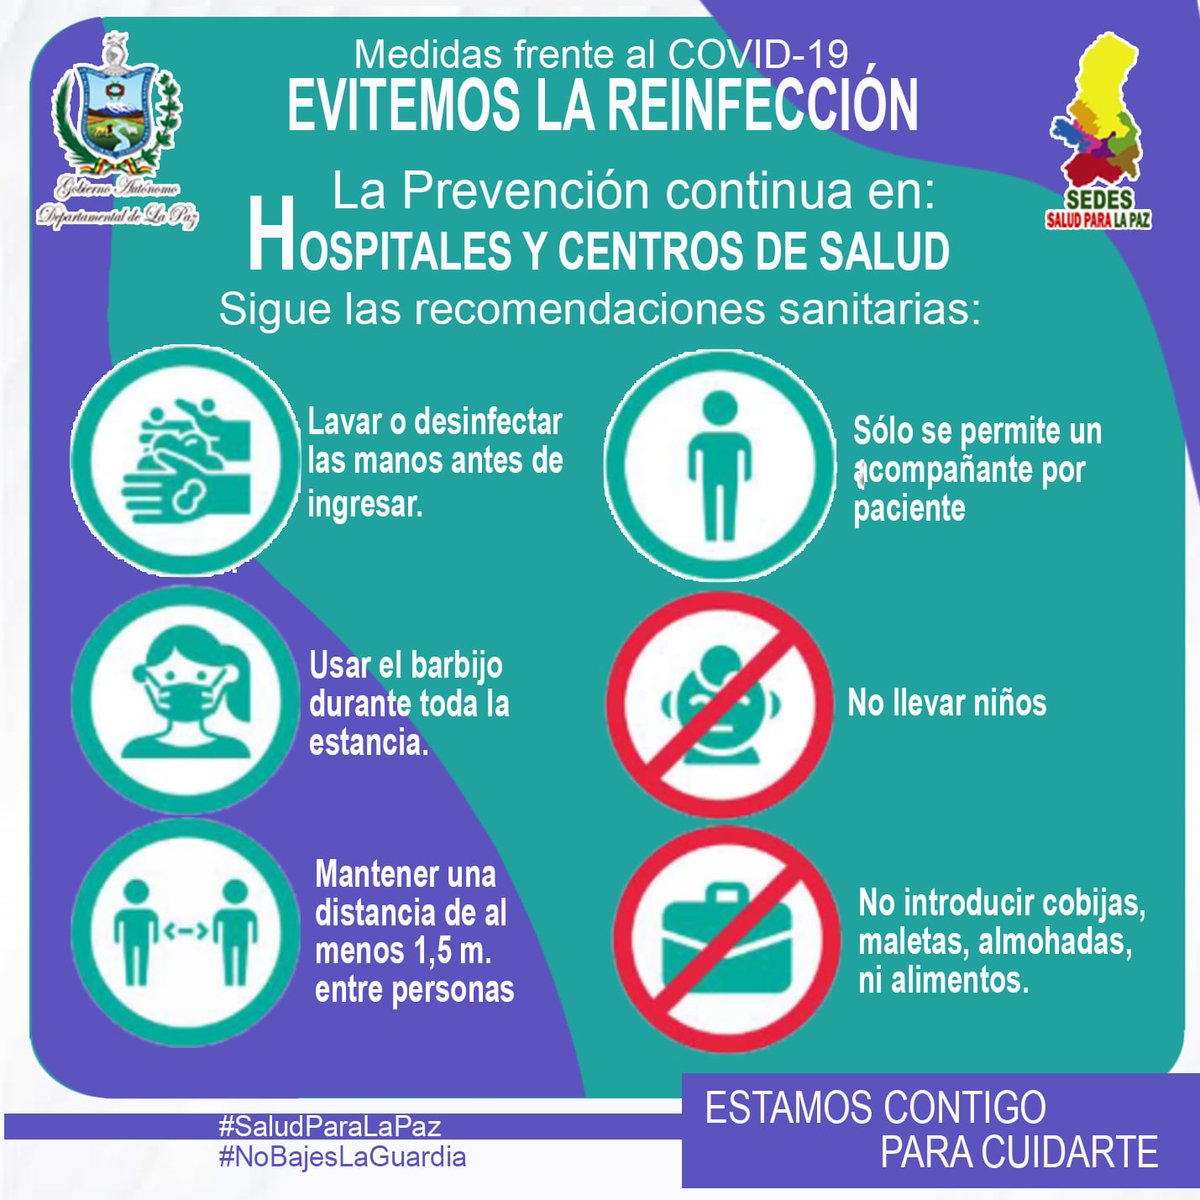 Medidas frente al COVID-19
EVITEMOS LA REINFECCIÓN
Gobierno Autónomo
Departamental de La Paz
SEDES
SALUD PARA LA PAZ
La Prevención continua en:
HOSPITALES Y CENTROS DE SALUD
Sigue las recomendaciones sanitarias:
Lavar o desinfectar
las manos antes de
ingresar.
Sólo se permite un
acompañante por
paciente
Usar el barbijo
durante toda la
estancia.
No llevar niños
Mantener una
distancia de al
menos 1,5 m.
entre personas
No introducir cobijas,
maletas, almohadas,
ni alimentos.
#SaludParaLaPaz
#NoBajesLaGuardia
ESTAMOS CONTIGO
PARA CUIDARTE